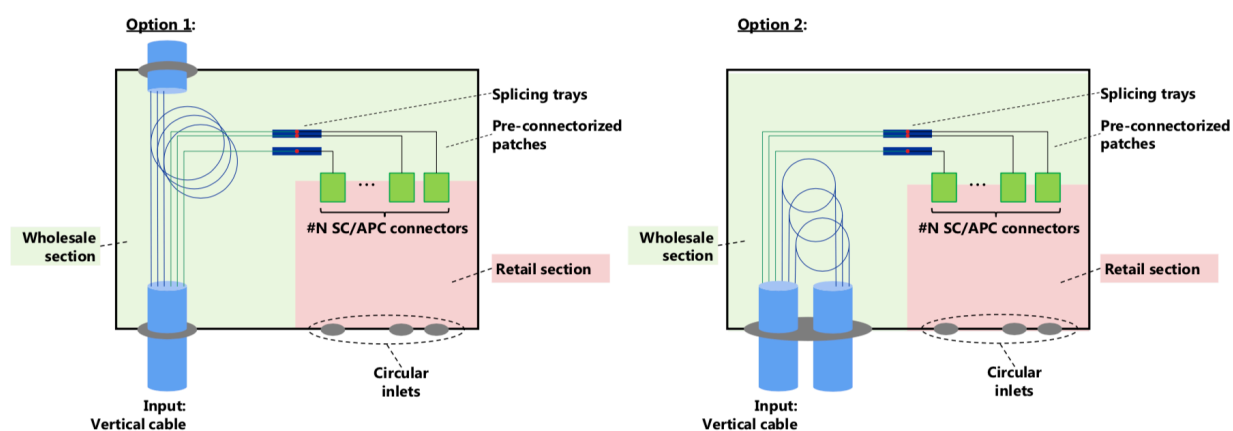 Option 1:
Splicing trays
Pre-connectorized
patches
...
#N SC/APC connectors
Wholesale
section
Retail section
Circular
inlets
Input:
Vertical cable
Option 2:
Splicing trays
Pre-connectorized
patches
...
#N SC/APC connectors
Wholesale
section
Retail section
Circular
inlets
Input:
Vertical cable